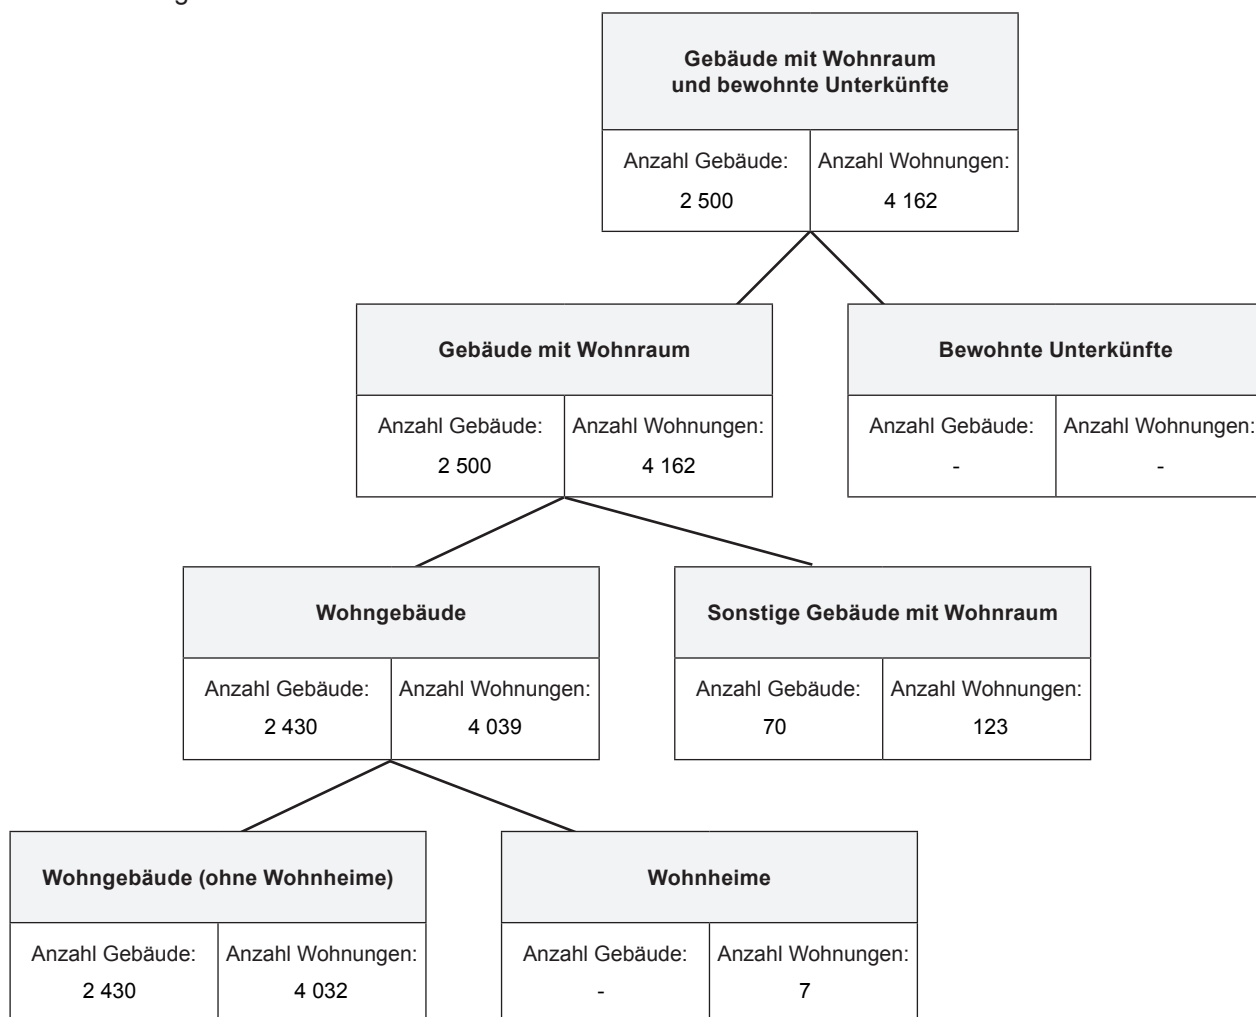 Gebäude mit Wohnraum
und bewohnte Unterkünfte
Anzahl Gebäude: Anzahl Wohnungen:
2 500 4 162
Gebäude mit Wohnraum
Anzahl Gebäude: Anzahl Wohnungen:
2 500 4 162
Bewohnte Unterkünfte
Anzahl Gebäude: Anzahl Wohnungen:
- -
Wohngebäude
Anzahl Gebäude: Anzahl Wohnungen:
2 430 4 039
Sonstige Gebäude mit Wohnraum
Anzahl Gebäude: Anzahl Wohnungen:
70 123
Wohngebäude (ohne Wohnheime)
Anzahl Gebäude: Anzahl Wohnungen:
2 430 4 032
Wohnheime
Anzahl Gebäude: Anzahl Wohnungen:
- 7